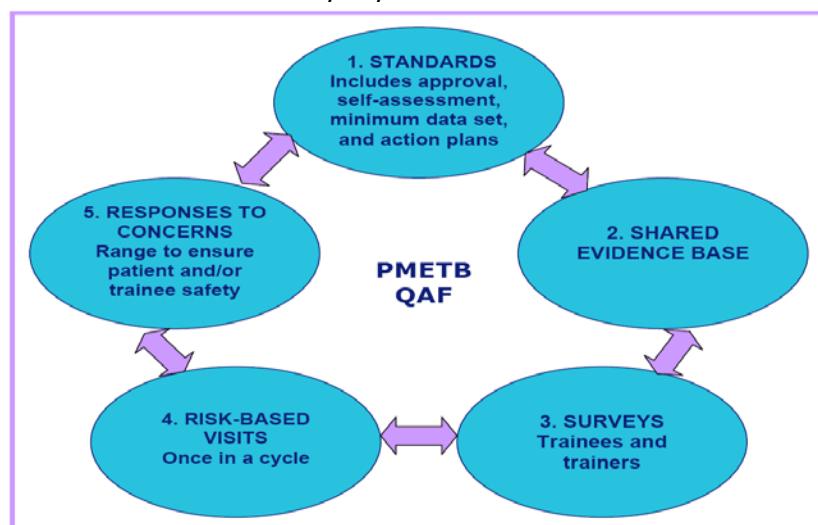 1. STANDARDS
Includes approval,
self-assessment,
minimum data set,
and action plans
2. SHARED
EVIDENCE BASE
3. SURVEYS
Trainees and
trainers
4. RISK-BASED
VISITS
Once in a cycle
5. RESPONSES TO
CONCERNS
Range to ensure
patient and/or
trainee safety
PMETB
QAF